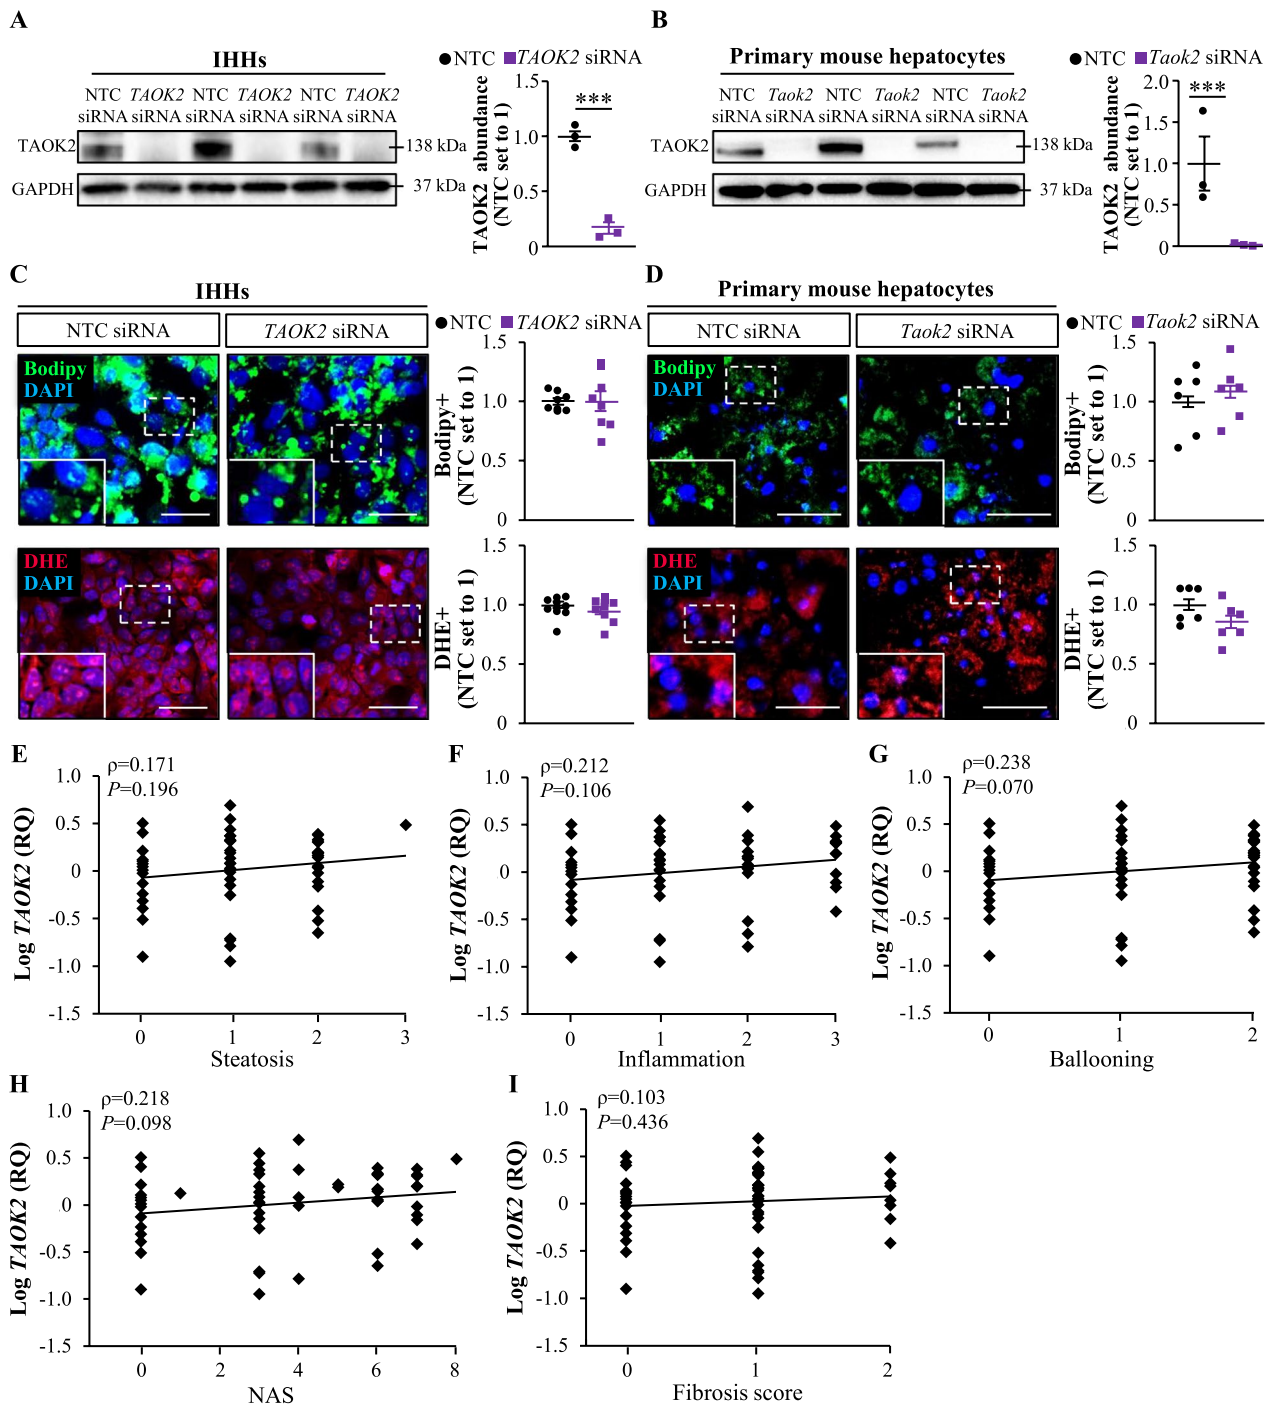 A
IHHs
NTC siRNA
TAOK2 siRNA
NTC siRNA
TAOK2 siRNA
NTC siRNA
TAOK2 siRNA
TAOK2
138 kDa
GAPDH
37 kDa
NTC TAOK2 siRNA
TAOK2 abundance
(NTC set to 1)
1.5
1.0
0.5
0
***
B
Primary mouse hepatocytes
NTC siRNA
Taok2 siRNA
NTC siRNA
Taok2 siRNA
NTC siRNA
Taok2 siRNA
TAOK2
138 kDa
GAPDH
37 kDa
NTC Taok2 siRNA
TAOK2 abundance
(NTC set to 1)
2.0
1.5
1.0
0.5
0
***
C
IHHs
NTC siRNA
TAOK2 siRNA
Bodipy
DAPI
DHE
DAPI
NTC TAOK2 siRNA
Bodipy+
(NTC set to 1)
1.5
1.0
0.5
0
DHE+
(NTC set to 1)
1.5
1.0
0.5
0
D
Primary mouse hepatocytes
NTC siRNA
Taok2 siRNA
Bodipy
DAPI
DHE
DAPI
NTC Taok2 siRNA
Bodipy+
(NTC set to 1)
1.5
1.0
0.5
0
DHE+
(NTC set to 1)
1.5
1.0
0.5
0
E
ρ=0.171
P=0.196
Log TAOK2 (RQ)
1.0
0.5
0
-0.5
-1.0
-1.5
0 1 2 3
Steatosis
F
ρ=0.212
P=0.106
Log TAOK2 (RQ)
1.0
0.5
0
-0.5
-1.0
-1.5
0 1 2 3
Inflammation
G
ρ=0.238
P=0.070
Log TAOK2 (RQ)
1.0
0.5
0
-0.5
-1.0
-1.5
0 1 2
Ballooning
H
ρ=0.218
P=0.098
Log TAOK2 (RQ)
1.0
0.5
0
-0.5
-1.0
-1.5
0 2 4 6 8
NAS
I
ρ=0.103
P=0.436
Log TAOK2 (RQ)
1.0
0.5
0
-0.5
-1.0
-1.5
0 1 2
Fibrosis score